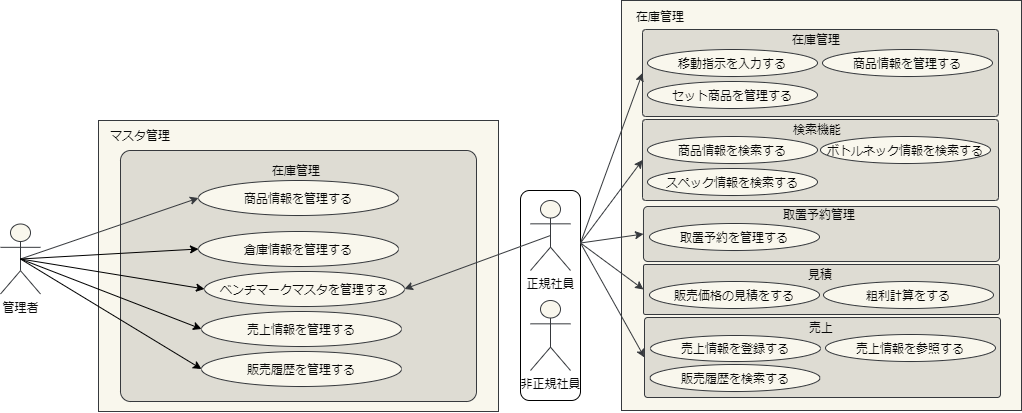 マスタ管理
在庫管理
商品情報を管理する
倉庫情報を管理する
ベンチマークマスタを管理する
売上情報を管理する
販売履歴を管理する
管理者
正規社員
非正規社員
在庫管理
在庫管理
移動指示を入力する
商品情報を管理する
セット商品を管理する
検索機能
商品情報を検索する
ボトルネック情報を検索する
スペック情報を検索する
取置予約管理
取置予約を管理する
見積
販売価格の見積をする
粗利計算をする
売上
売上情報を登録する
売上情報を参照する
販売履歴を検索する